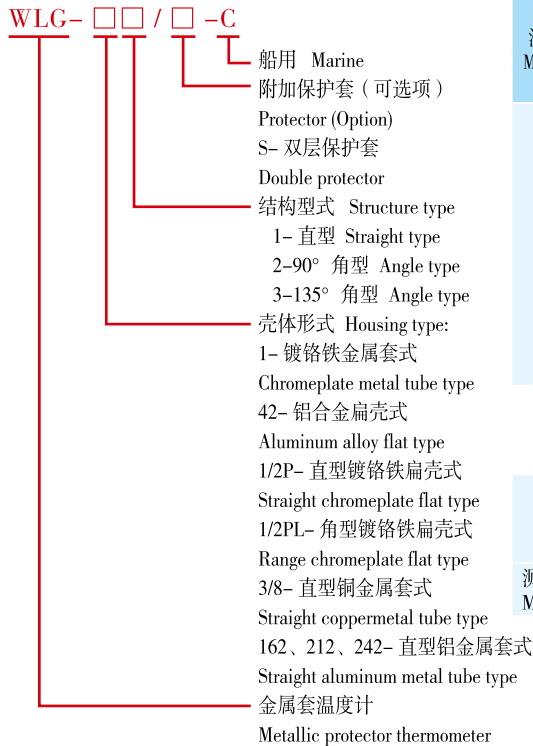 WLG-□□/□-C
船用 Marine
附加保护套（可选项）
Protector (Option)
S- 双层保护套
Double protector
结构型式 Structure type
1- 直型 Straight type
2-90° 角型 Angle type
3-135° 角型 Angle type
壳体形式 Housing type:
1- 镀铬铁金属套式
Chromeplate metal tube type
42- 铝合金扁壳式
Aluminum alloy flat type
1/2P- 直型镀铬铁扁壳式
Straight chromeplate flat type
1/2PL- 角型镀铬铁扁壳式
Range chromeplate flat type
3/8- 直型铜金属套式
Straight coppermetal tube type
162、212、242- 直型铝金属套式
Straight aluminum metal tube type
金属套温度计
Metallic protector thermometer